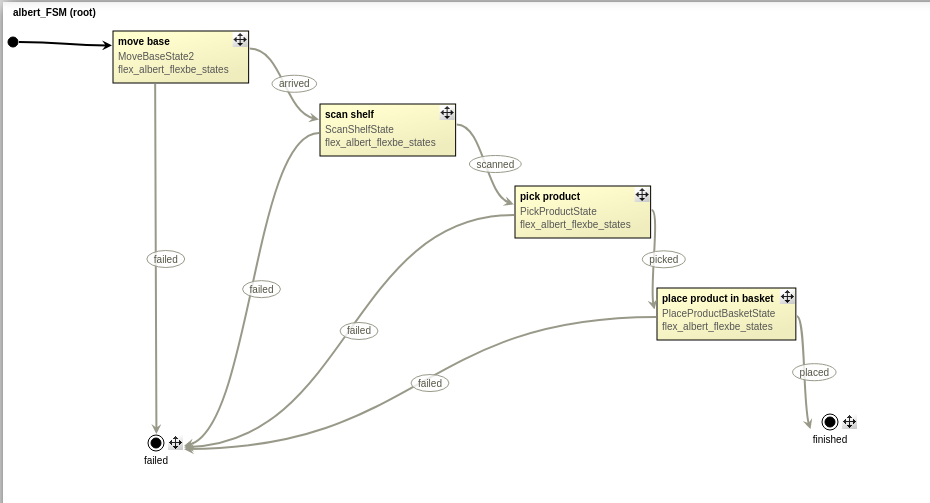 albert_FSM (root)
move base
MoveBaseState2
flex_albert_flexbe_states
arrived
scan shelf
ScanShelfState
flex_albert_flexbe_states
scanned
pick product
PickProductState
flex_albert_flexbe_states
failed
picked
failed
place product in basket
PlaceProductBasketState
flex_albert_flexbe_states
failed
placed
failed
finished
failed